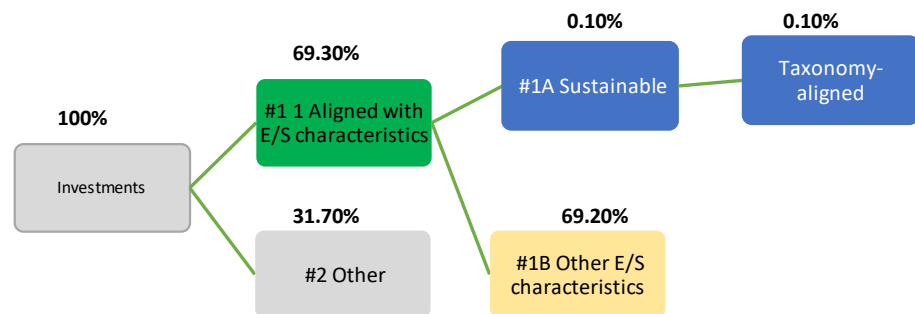 0.10%
0.10%
69.30%
#1A Sustainable
Taxonomy-
aligned
100%
#1 1 Aligned with
E/S characteristics
Investments
31.70%
69.20%
#2 Other
#1B Other E/S
characteristics